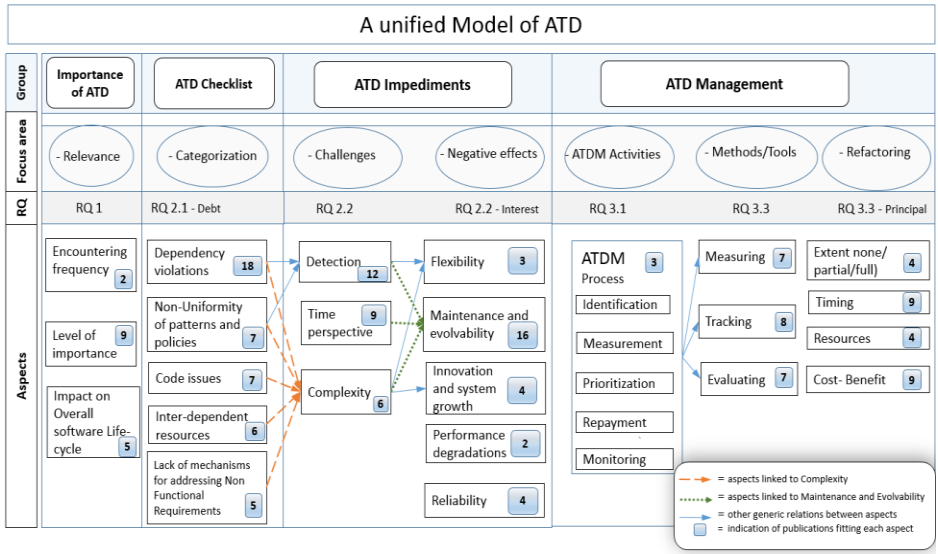 A unified Model of ATD
Group
Importance
of ATD
ATD Checklist
ATD Impediments
ATD Management
Focus area
- Relevance
- Categorization
- Challenges
- Negative effects
- ATDM Activities
- Methods/Tools
- Refactoring
RQ
RQ 1
RQ 2.1 - Debt
RQ 2.2
RQ 2.2 - Interest
RQ 3.1
RQ 3.3
RQ 3.3 - Principal
Aspects
Encountering
frequency
2
Level of
importance
9
Impact on
Overall
software Life-
cycle
5
Dependency
violations
18
Non-Uniformity
of patterns and
policies
7
Code issues
7
Inter-dependent
resources
6
Lack of mechanisms
for addressing Non
Functional
Requirements
5
Detection
12
Time
perspective
9
Complexity
6
Flexibility
3
Maintenance and
evolvability
16
Innovation
and system
growth
4
Performance
degradations
2
Reliability
4
ATDM
Process
3
Identification
Measurement
Prioritization
Repayment
Monitoring
Measuring
7
Tracking
8
Evaluating
7
Extent none/
partial/full)
4
Timing
9
Resources
4
Cost- Benefit
9
= aspects linked to Complexity
= aspects linked to Maintenance and Evolvability
= other generic relations between aspects
= indication of publications fitting each aspect